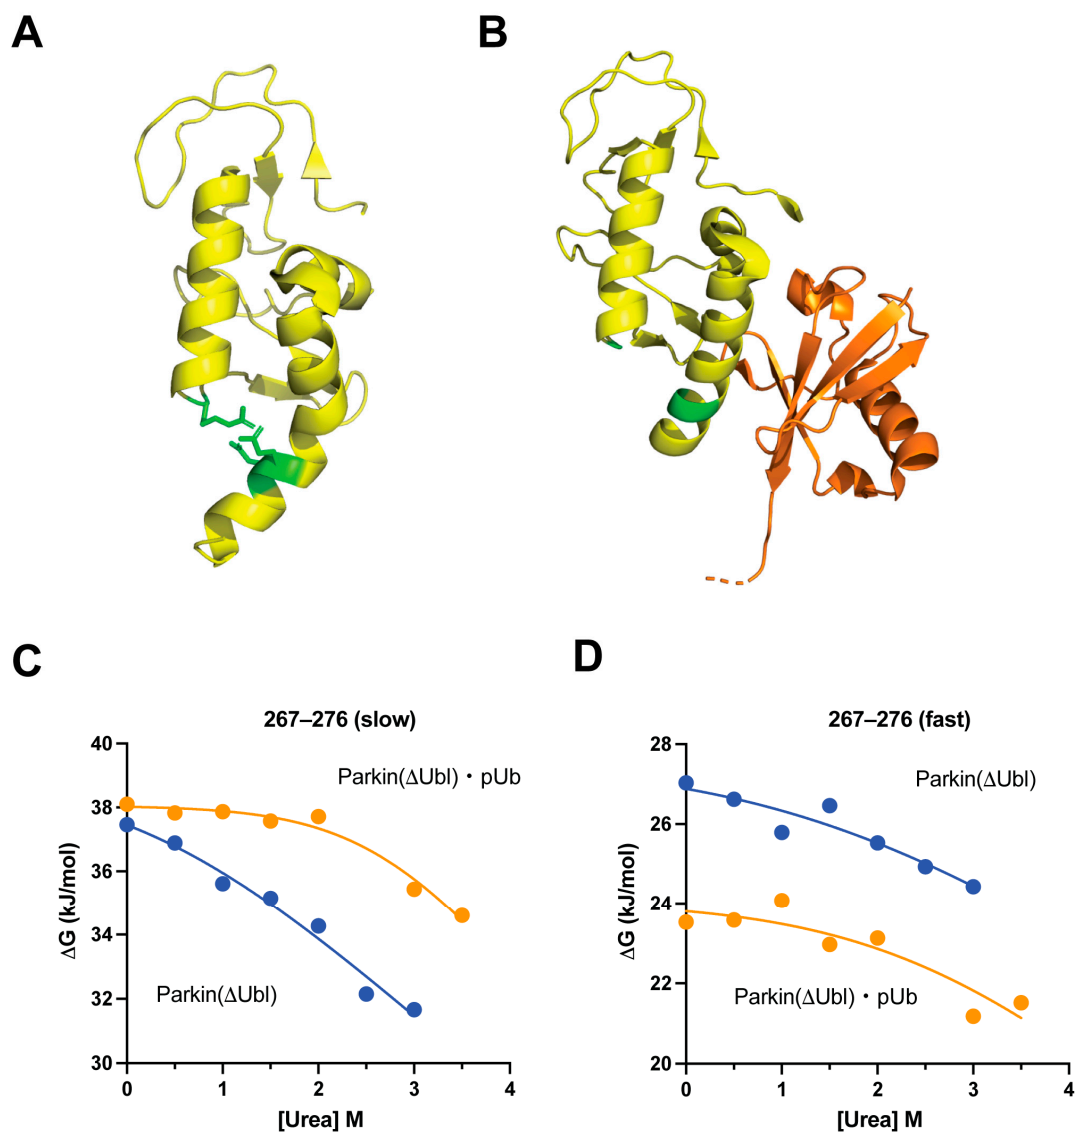 A
B
C
D
267–276 (slow)
267–276 (fast)
Parkin(ΔUbl) • pUb
Parkin(ΔUbl)
ΔG (kJ/mol)
40
38
36
34
32
30
0
1
2
3
4
[Urea] M
Parkin(ΔUbl)
Parkin(ΔUbl) • pUb
ΔG (kJ/mol)
28
26
24
22
20
0
1
2
3
4
[Urea] M